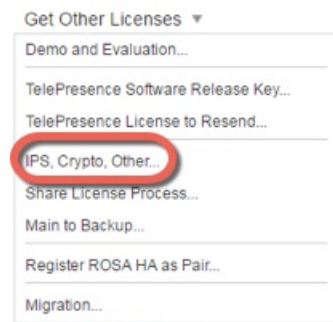 Get Other Licenses ▼
Demo and Evaluation...
TelePresence Software Release Key...
TelePresence License to Resend...
IPS, Crypto, Other...
Share License Process...
Main to Backup...
Register ROSA HA as Pair...
Migration...